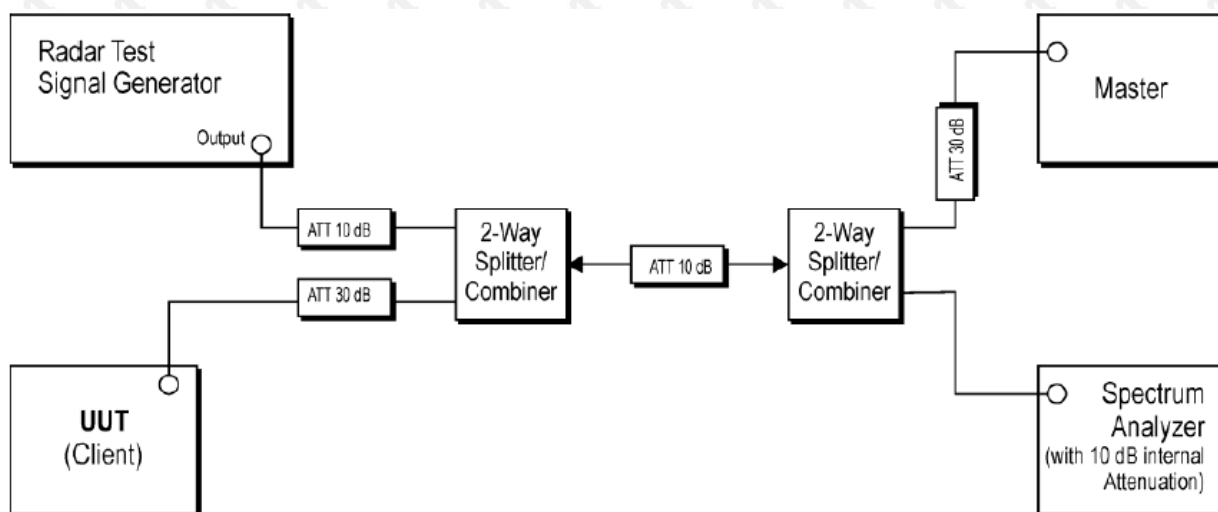 Radar Test
Signal Generator
Output
ATT 10 dB
ATT 30 dB
UUT
(Client)
2-Way
Splitter/
Combiner
ATT 10 dB
2-Way
Splitter/
Combiner
ATT 30 dB
Master
Spectrum
Analyzer
(with 10 dB internal
Attenuation)